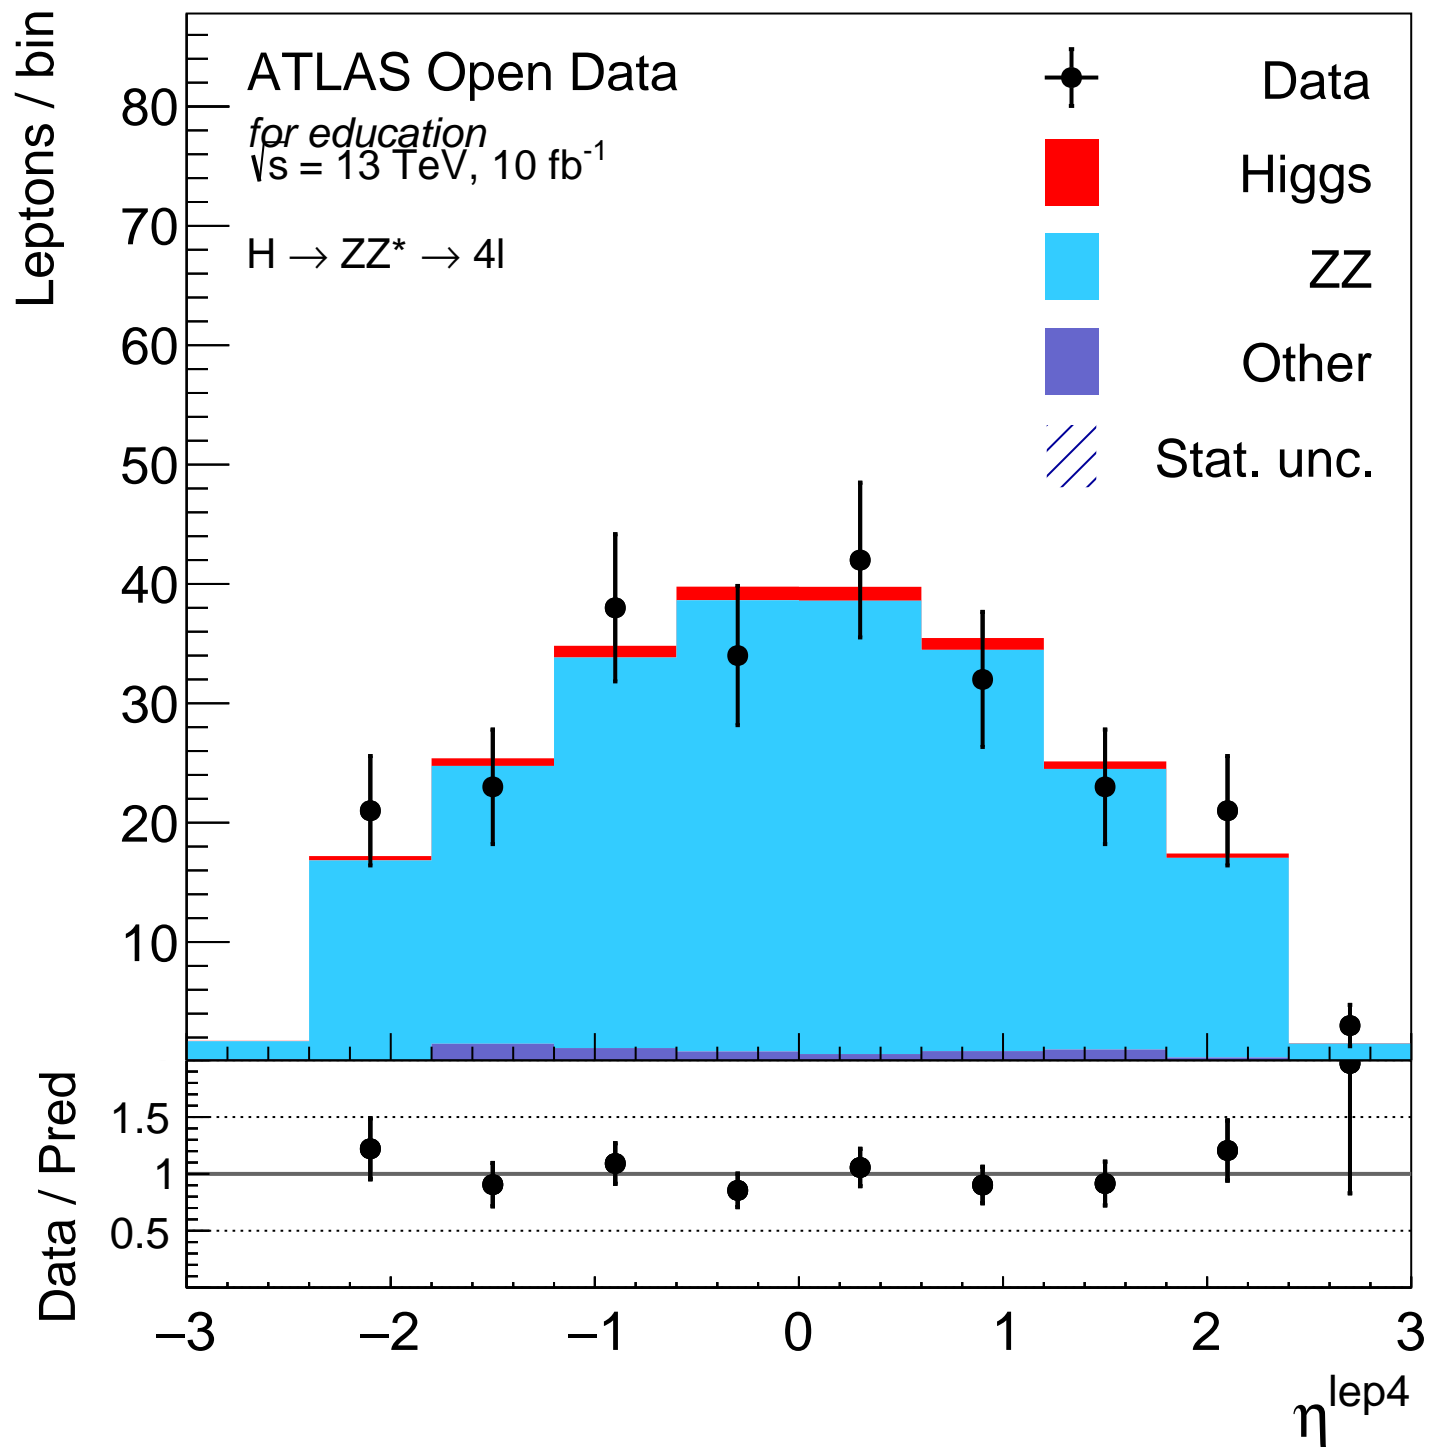 Leptons / bin
80
70
60
50
40
30
20
10
ATLAS Open Data
for education
√s = 13 TeV, 10 fb⁻¹
H → ZZ* → 4l
Data
Higgs
ZZ
Other
Stat. unc.
Data / Pred
1.5
1
0.5
−3 −2 −1 0 1 2 3
η^lep4